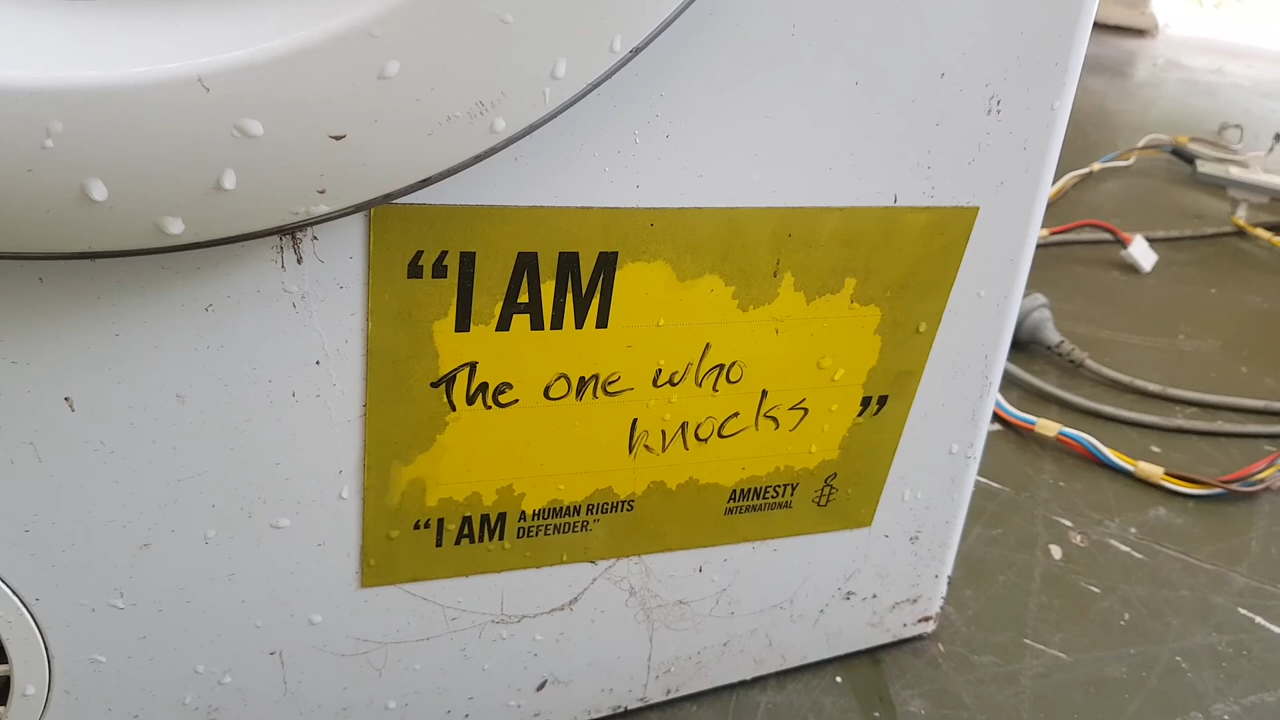 “I AM
The one who
knocks ”
“I AM A HUMAN RIGHTS
DEFENDER.”
AMNESTY
INTERNATIONAL